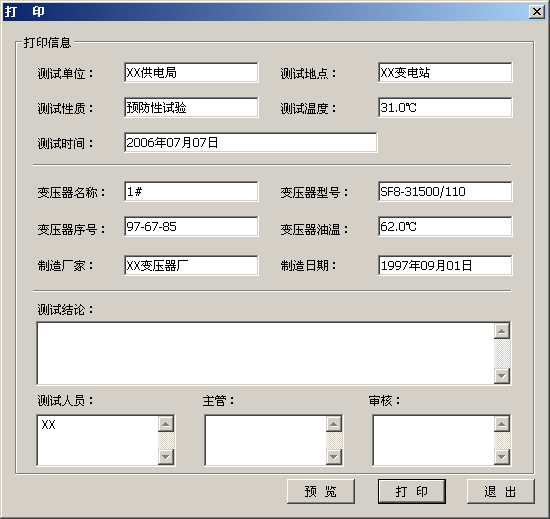 打 印
打印信息
测试单位： XX供电局 测试地点： XX变电站
测试性质： 预防性试验 测试温度： 31.0℃
测试时间： 2006年07月07日
变压器名称： 1# 变压器型号： SF8-31500/110
变压器序号： 97-67-85 变压器油温： 62.0℃
制造厂家： XX变压器厂 制造日期： 1997年09月01日
测试结论：
测试人员： 主管： 审核：
XX
预 览 打 印 退 出